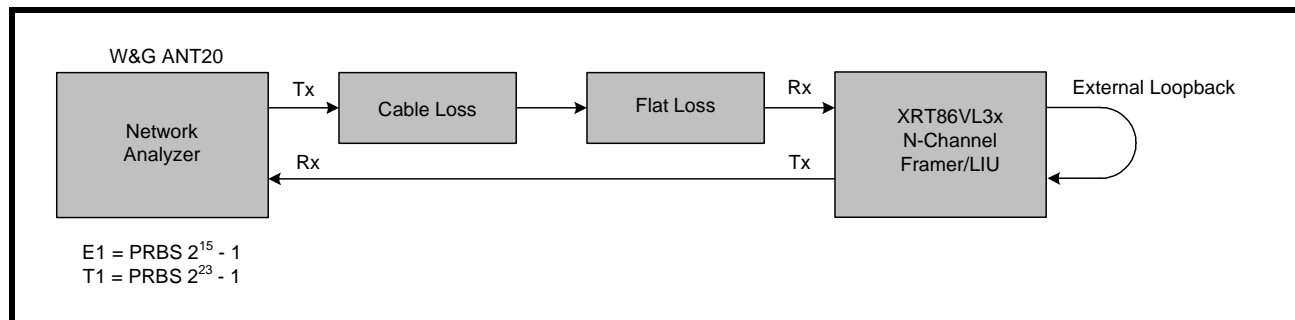 W&G ANT20
Network
Analyzer
Tx
Cable Loss
Flat Loss
Rx
XRT86VL3x
N-Channel
Framer/LIU
External Loopback
Rx
Tx
E1 = PRBS 2^15 - 1
T1 = PRBS 2^23 - 1